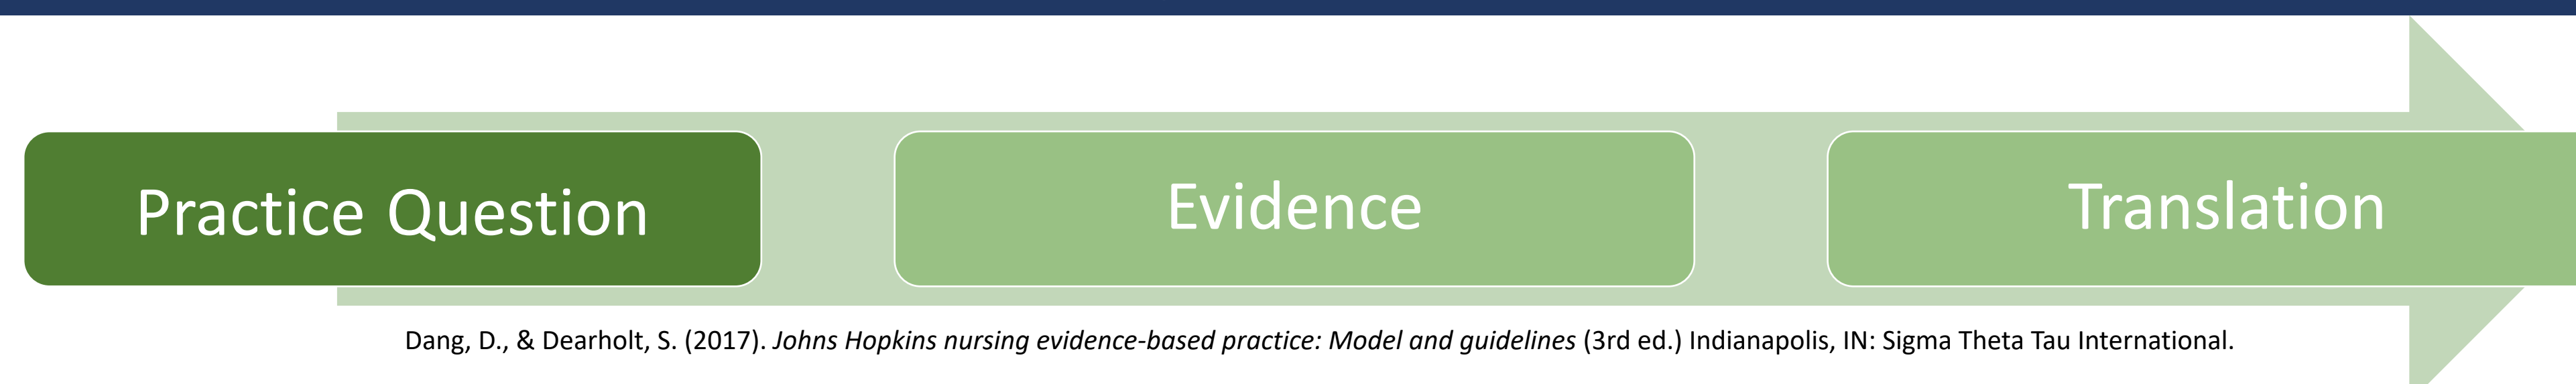 Practice Question
Evidence
Translation
Dang, D., & Dearholt, S. (2017). Johns Hopkins nursing evidence-based practice: Model and guidelines (3rd ed.) Indianapolis, IN: Sigma Theta Tau International.